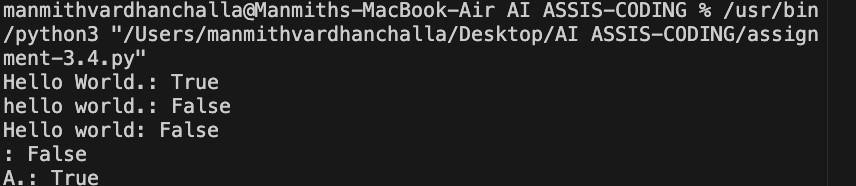 manmithvardhanchalla@Manmiths-MacBook-Air AI ASSIS-CODING % /usr/bin
/python3 "/Users/manmithvardhanchalla/Desktop/AI ASSIS-CODING/assign
ment-3.4.py"
Hello World.: True
hello world.: False
Hello world: False
: False
A.: True